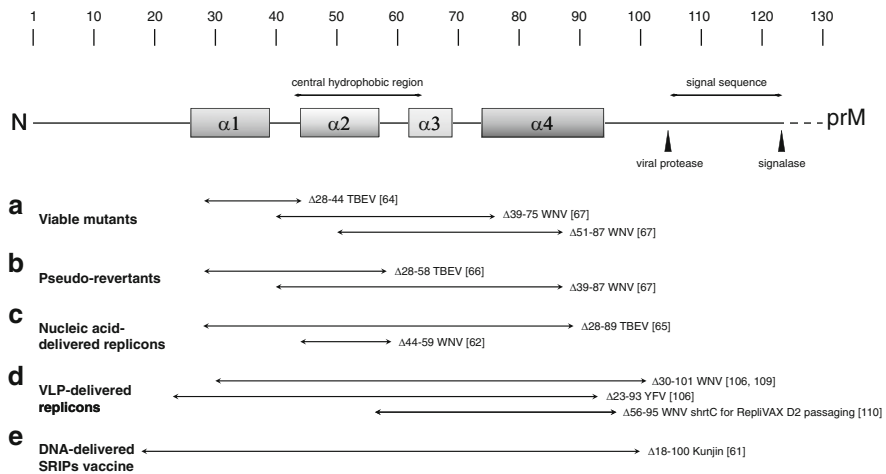 1 10 20 30 40 50 60 70 80 90 100 110 120 130
central hydrophobic region
signal sequence
N α1 α2 α3 α4 prM
viral protease signalase
a
Viable mutants
Δ28-44 TBEV [64]
Δ39-75 WNV [67]
Δ51-87 WNV [67]
b
Pseudo-revertants
Δ28-58 TBEV [66]
Δ39-87 WNV [67]
c
Nucleic acid-
delivered replicons
Δ28-89 TBEV [65]
Δ44-59 WNV [62]
d
VLP-delivered
replicons
Δ30-101 WNV [106, 109]
Δ23-93 YFV [106]
Δ56-95 WNV shrtC for RepliVAX D2 passaging [110]
e
DNA-delivered
SRIPs vaccine
Δ18-100 Kunjin [61]